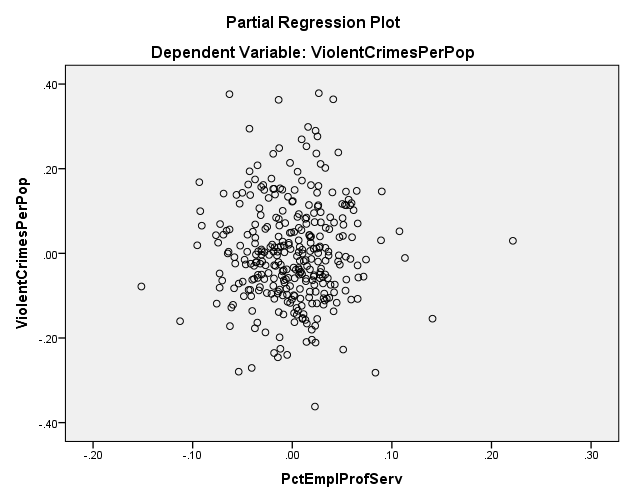 Partial Regression Plot
Dependent Variable: ViolentCrimesPerPop
ViolentCrimesPerPop
.40
.20
.00
-.20
-.40
-.20
-.10
.00
.10
.20
.30
PctEmplProfServ